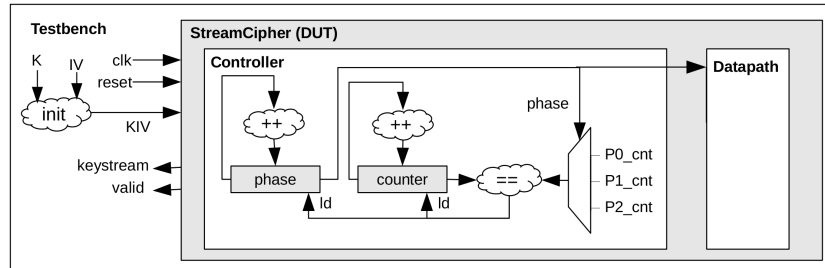 Testbench
StreamCipher (DUT)
K
IV
clk
reset
init
KIV
keystream
valid
Controller
++
++
phase
counter
ld
ld
==
phase
P0_cnt
P1_cnt
P2_cnt
Datapath